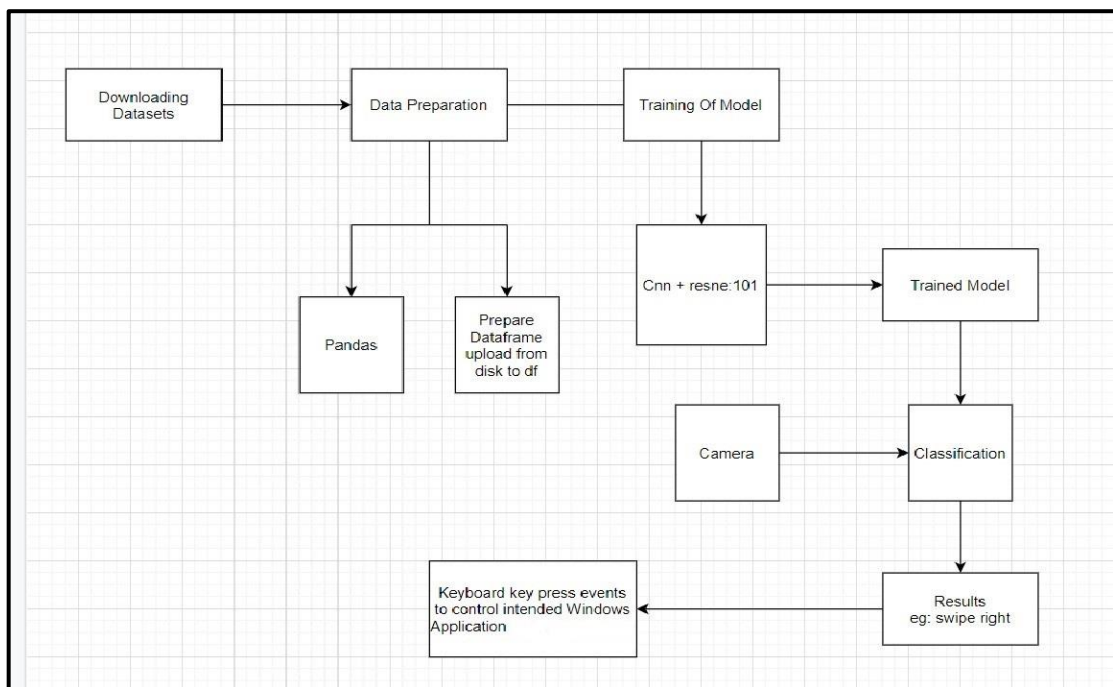 Downloading
Datasets
Data Preparation
Training Of Model
Pandas
Prepare
Dataframe
upload from
disk to df
Cnn + resne:101
Trained Model
Camera
Classification
Results
eg: swipe right
Keyboard key press events
to control intended Windows
Application